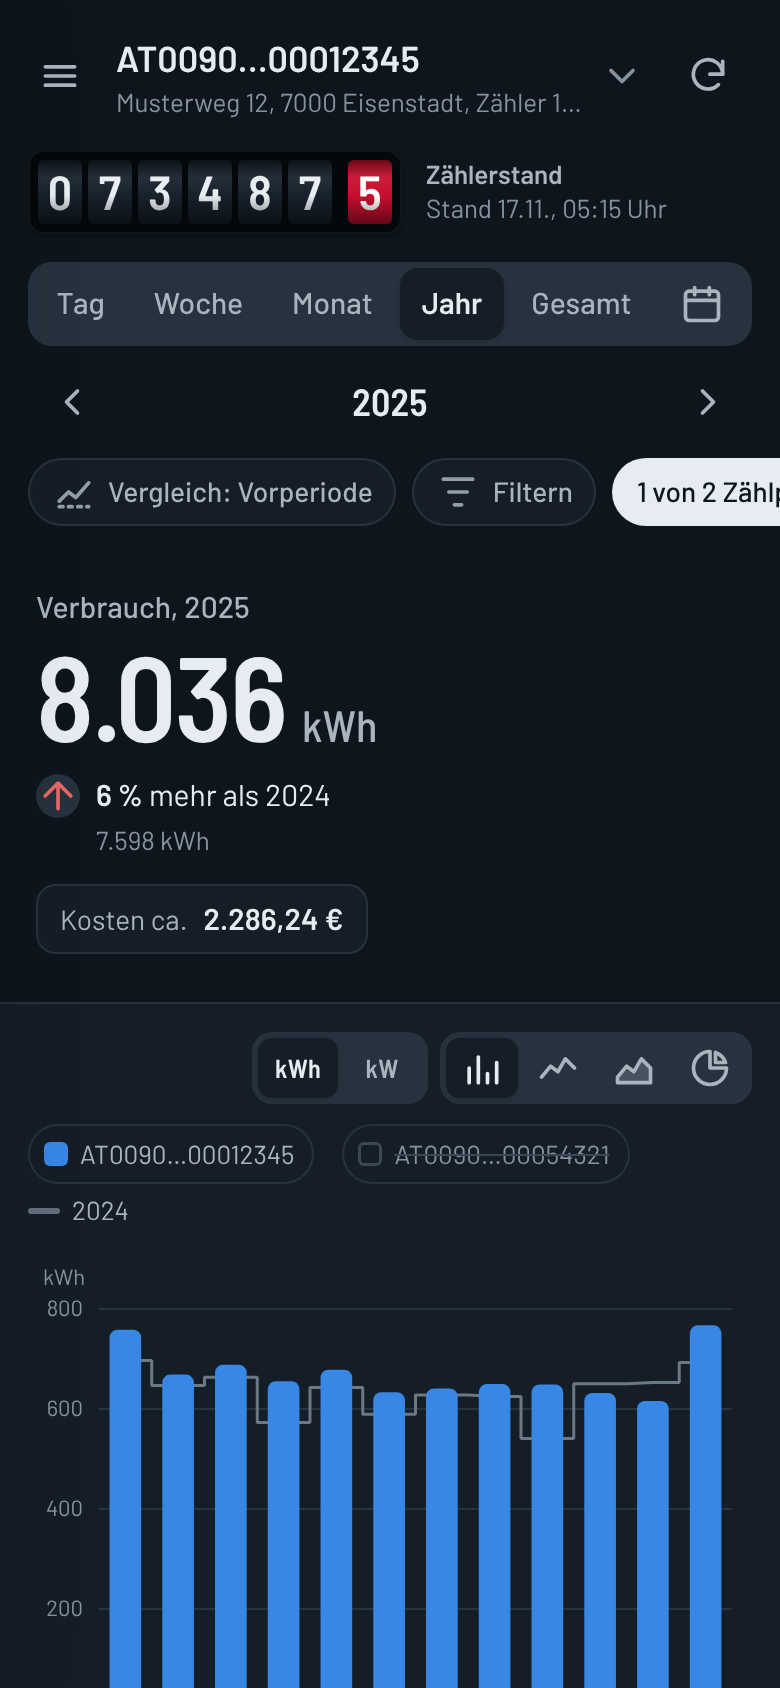 AT0090...00012345
Musterweg 12, 7000 Eisenstadt, Zähler 1...
0 7 3 4 8 7 5
Zählerstand
Stand 17.11., 05:15 Uhr
Tag Woche Monat Jahr Gesamt
2025
Vergleich: Vorperiode Filtern 1 von 2 Zählp
Verbrauch, 2025
8.036 kWh
6 % mehr als 2024
7.598 kWh
Kosten ca. 2.286,24 €
kWh kW
AT0090...00012345 AT0090...00054321
2024
kWh
800
600
400
200